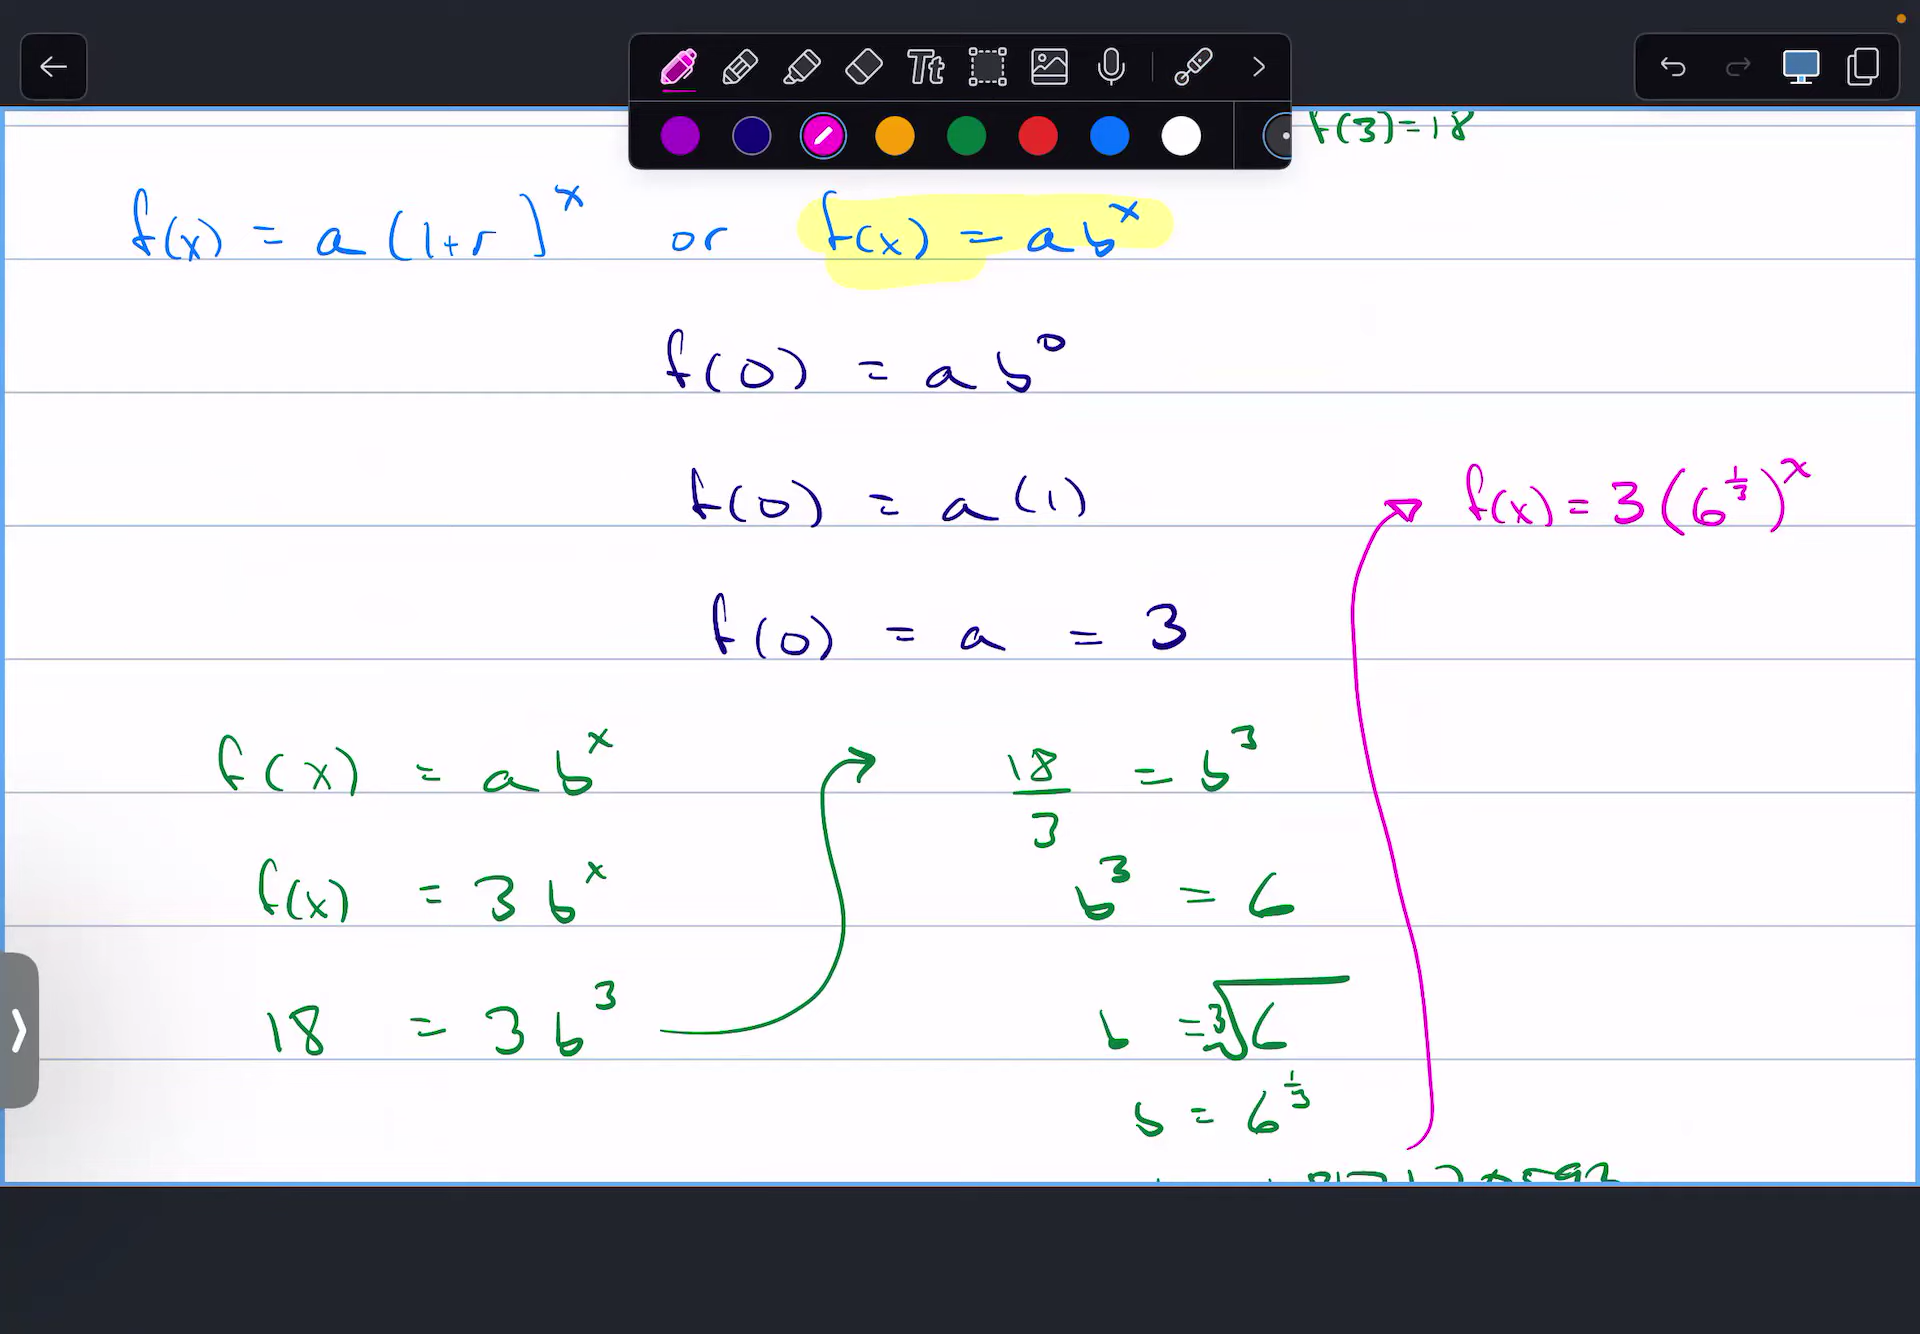 Tt
f(3)=18
f(x) = a(1+r)^x or f(x) = ab^x
f(0) = ab^0
f(0) = a(1)
f(x) = 3(6^{1/3})^x
f(0) = a = 3
f(x) = ab^x
f(x) = 3b^x
18 = 3b^3
18/3 = b^3
b^3 = 6
b = ∛6
b = 6^{1/3}